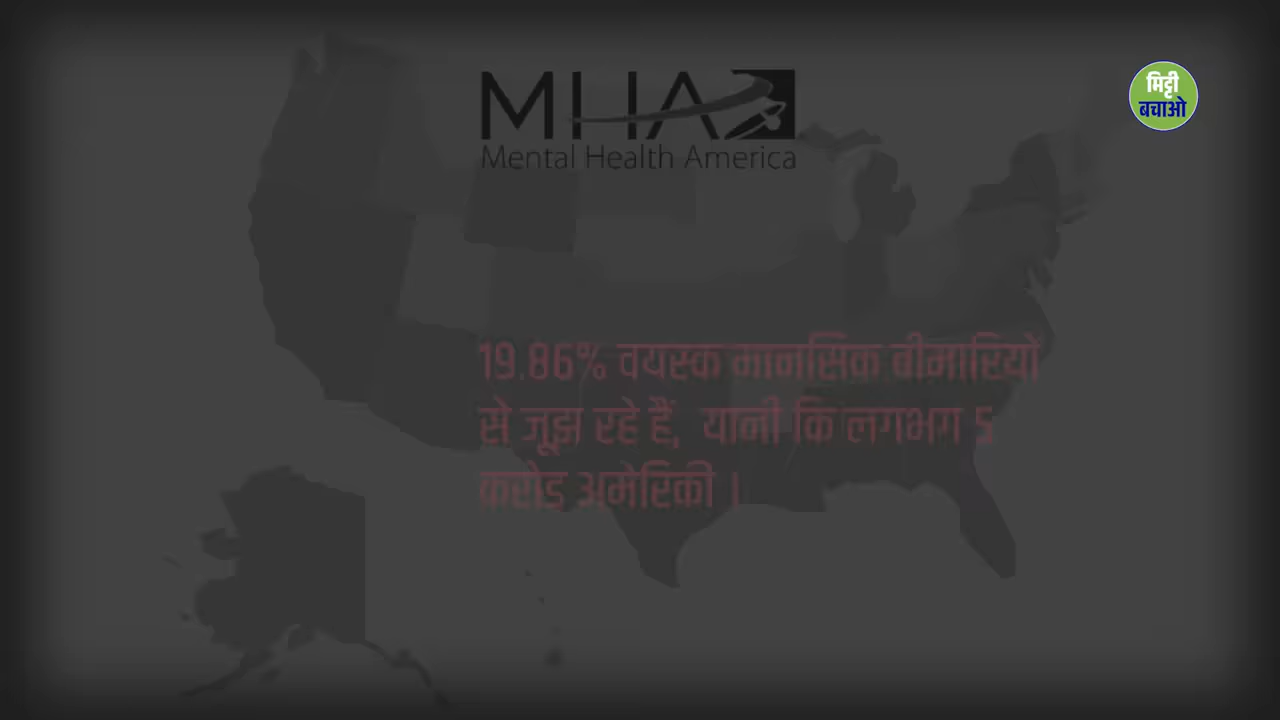 MHA
Mental Health America
मिट्टी
बचाओ
19.86% वयस्क मानसिक बीमारियों
से जूझ रहे हैं, यानी कि लगभग 5
करोड़ अमेरिकी ।